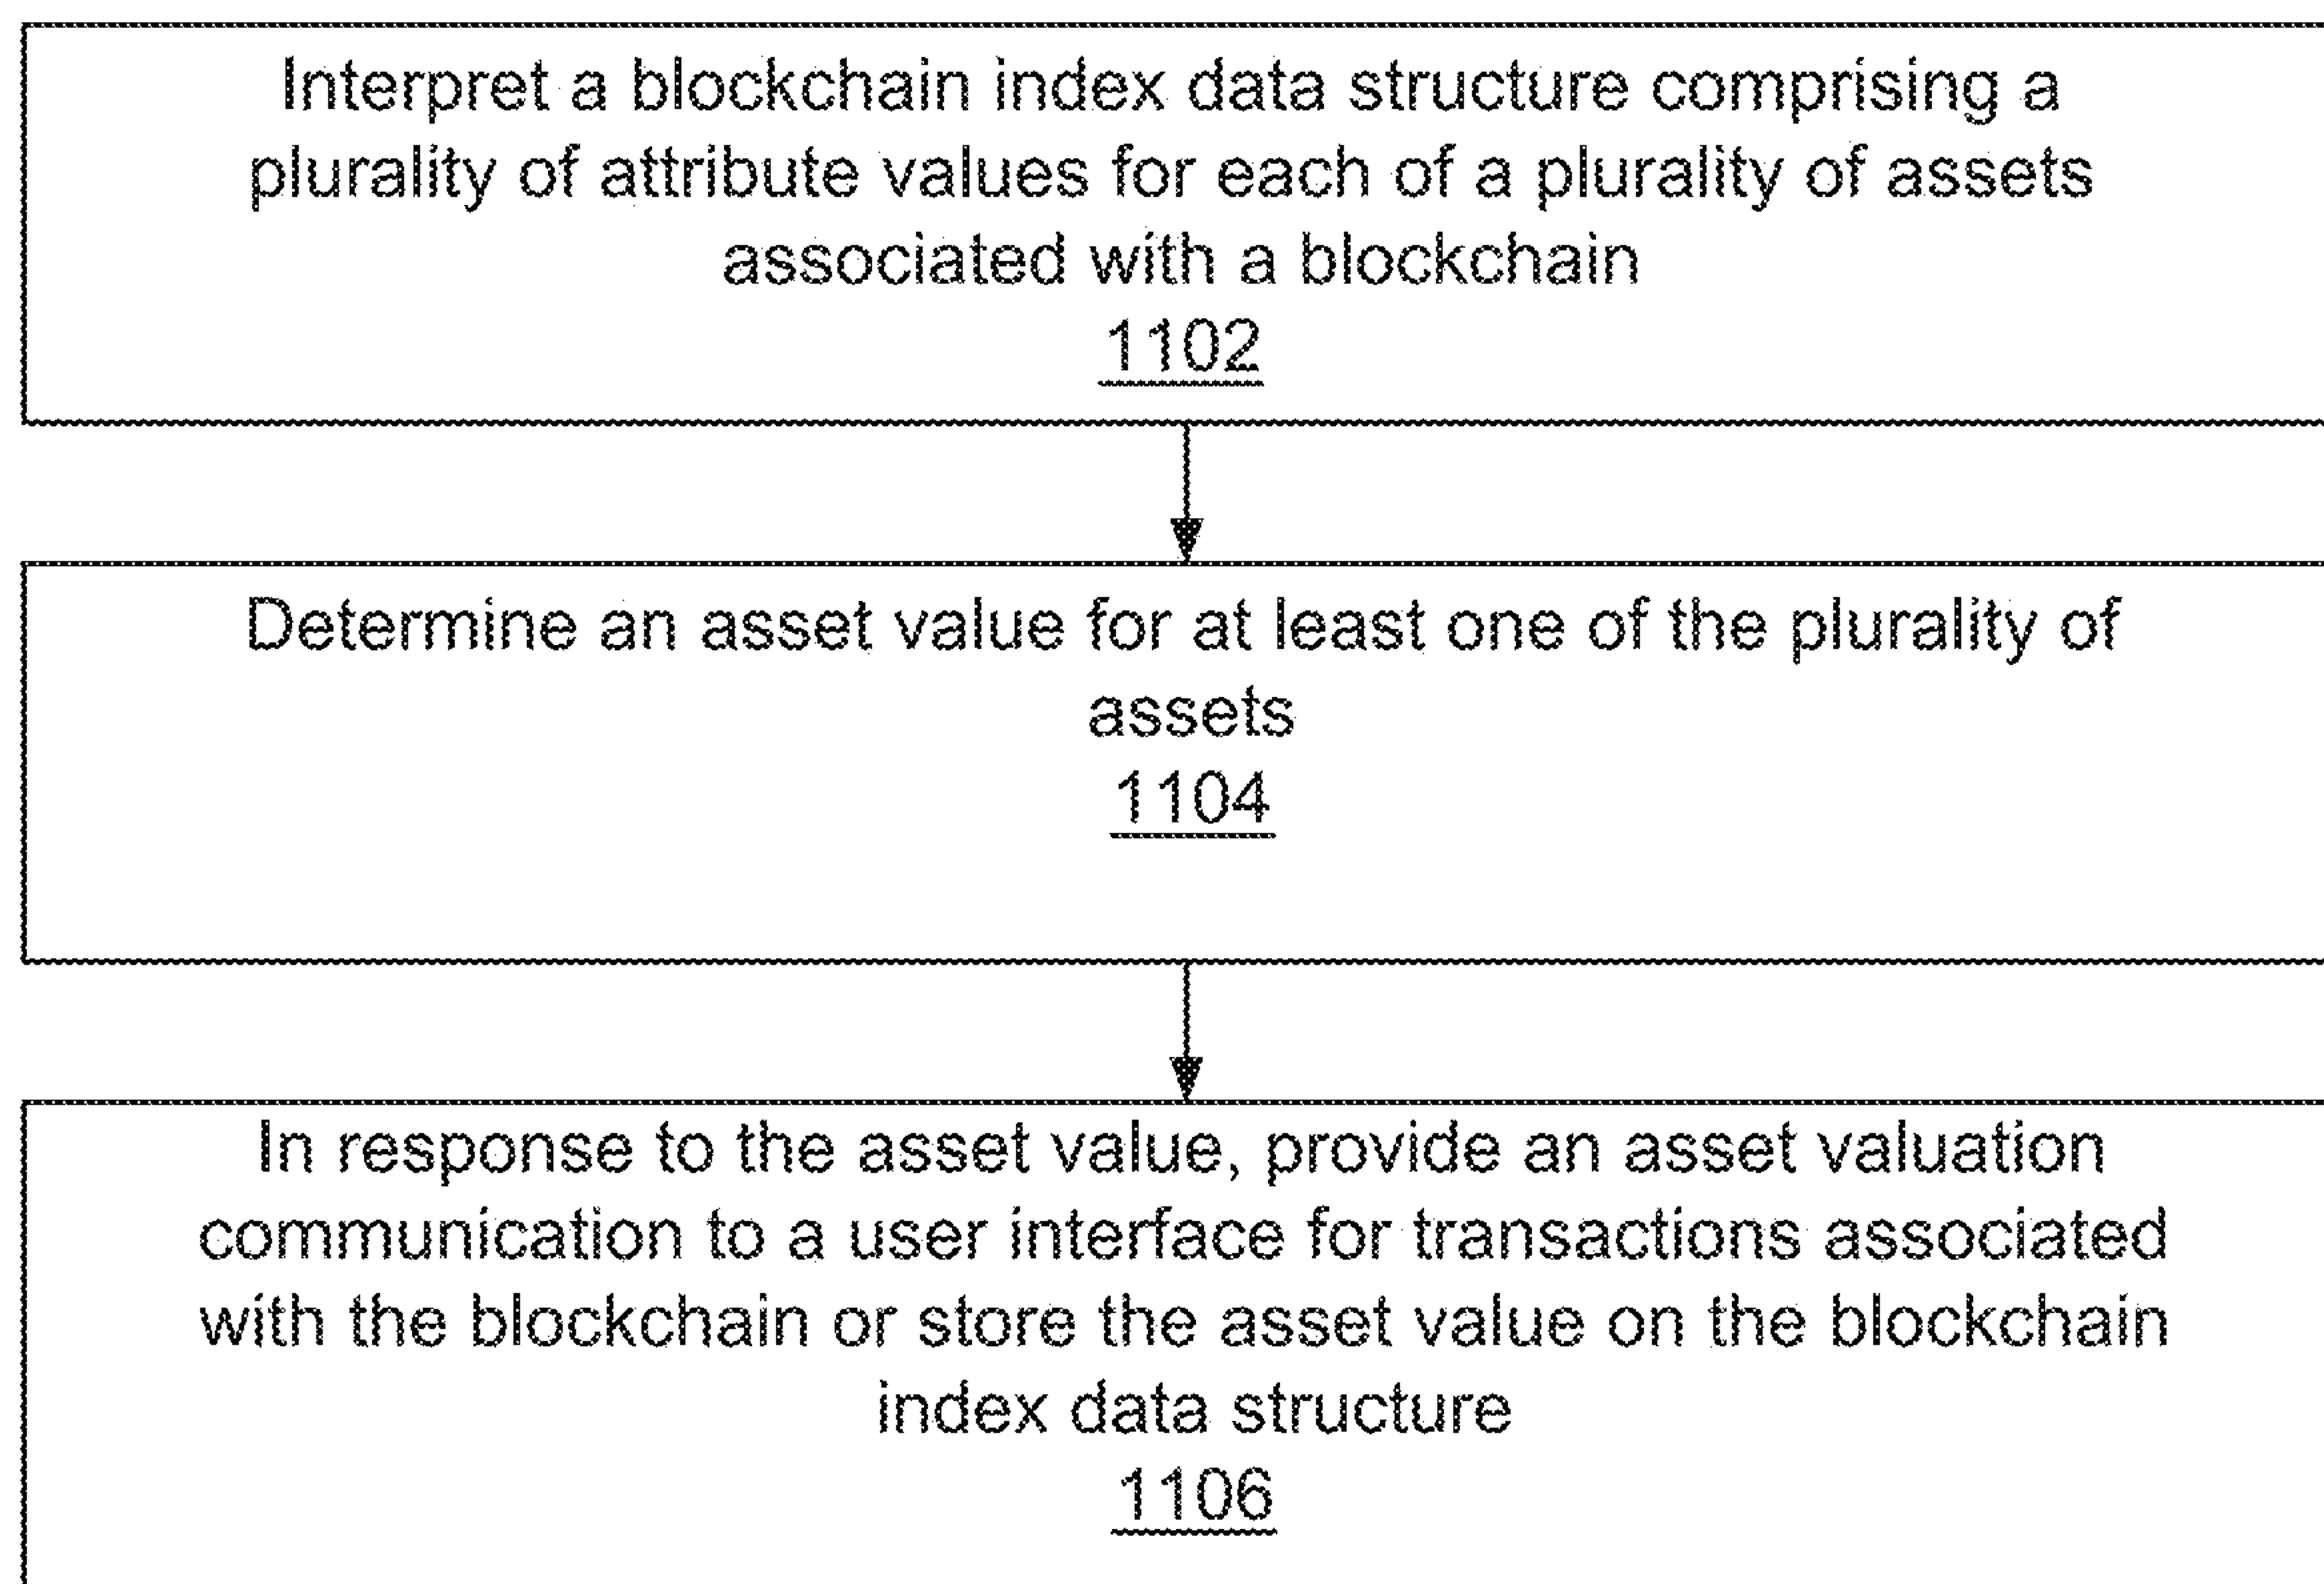 Interpret a blockchain index data structure comprising a
plurality of attribute values for each of a plurality of assets
associated with a blockchain
1102
Determine an asset value for at least one of the plurality of
assets
1104
In response to the asset value, provide an asset valuation
communication to a user interface for transactions associated
with the blockchain or store the asset value on the blockchain
index data structure
1106